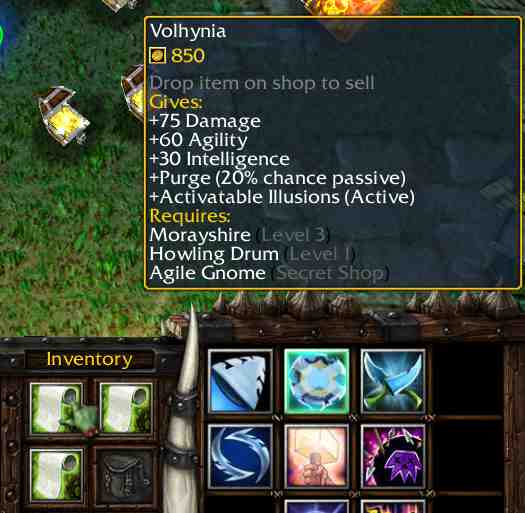 Volhynia
850
Drop item on shop to sell
Gives:
+75 Damage
+60 Agility
+30 Intelligence
+Purge (20% chance passive)
+Activatable Illusions (Active)
Requires:
Morayshire (Level 3)
Howling Drum (Level 1)
Agile Gnome (Secret Shop)
Inventory